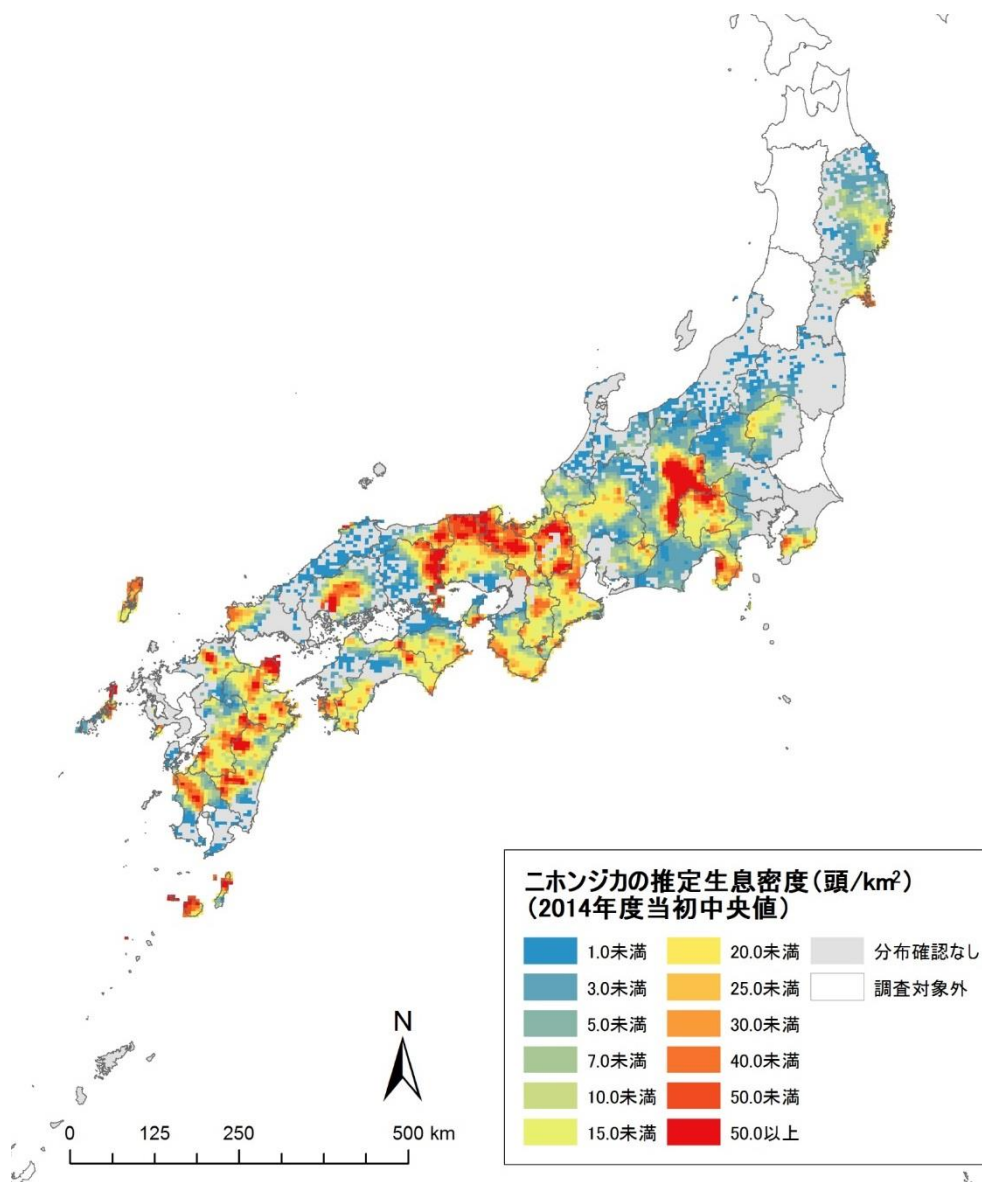 ニホンジカの推定生息密度(頭/km²)
(2014年度当初中央値)
1.0未満
3.0未満
5.0未満
7.0未満
10.0未満
15.0未満
20.0未満
25.0未満
30.0未満
40.0未満
50.0未満
50.0以上
分布確認なし
調査対象外
N
0 125 250 500 km